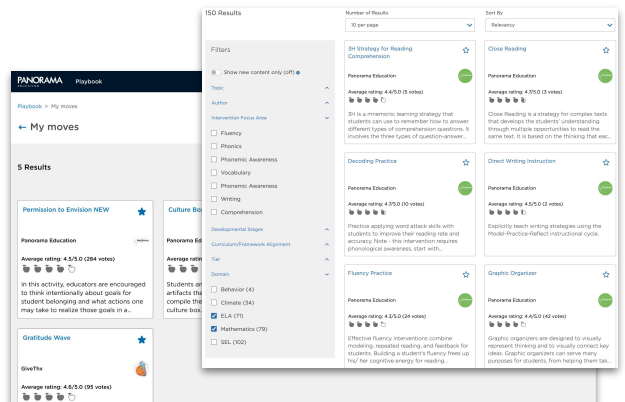 150 Results
Number of Results
10 per page
Sort By
Relevancy
Filters
Show new content only (off)
Topic
Author
Intervention Focus Area
Fluency
Phonics
Phonemic Awareness
Vocabulary
Phonemic Awareness
Writing
Comprehension
Developmental Stages
Curriculum/Framework Alignment
Tier
Domain
Behavior (4)
Climate (34)
ELA (71)
Mathematics (79)
SEL (102)
3H Strategy for Reading
Comprehension
Panorama Education
Average rating: 4.4/5.0 (5 votes)
3H Is a mnemonic learning strategy that
students can use to remember how to answer
different types of comprehension questions. It
involves the three types of question-answer...
Close Reading
Panorama Education
Average rating: 4.7/5.0 (3 votes)
Close Reading is a strategy for complex texts
that develops the students' understanding
through multiple opportunities to read the
same text. It is based on the thinking that eac...
Decoding Practice
Panorama Education
Average rating: 4.7/5.0 (10 votes)
Practice applying word attack skills with
students to improve their reading rate and
accuracy. Note - this intervention requires
phonological awareness, start with...
Direct Writing Instruction
Panorama Education
Average rating: 4.5/5.0 (2 votes)
Explicitly teach writing strategies using the
Model-Practice-Reflect instructional cycle.
Fluency Practice
Panorama Education
Average rating: 4.3/5.0 (24 votes)
Effective fluency interventions combine
modeling, repeated reading, and feedback for
students. Building a student's fluency frees up
his/ her cognitive energy for reading...
Graphic Organizer
Panorama Education
Average rating: 4.4/5.0 (42 votes)
Graphic organizers are designed to visually
represent thinking and to visually connect key
ideas. Graphic organizers can serve many
purposes for students, from helping them tak...
PANORAMA
EDUCATION
Playbook
Playbook > My moves
← My moves
5 Results
Permission to Envision NEW
Panorama Education
Average rating: 4.5/5.0 (284 votes)
In this activity, educators are encouraged
to think intentionally about goals for
student belonging and what actions one
may take to realize those goals in a...
Culture Bo
Panorama Ed
Average ratin
Students an
artifacts tha
compile the
culture box.
Gratitude Wave
GiveThx
Average rating: 4.6/5.0 (95 votes)